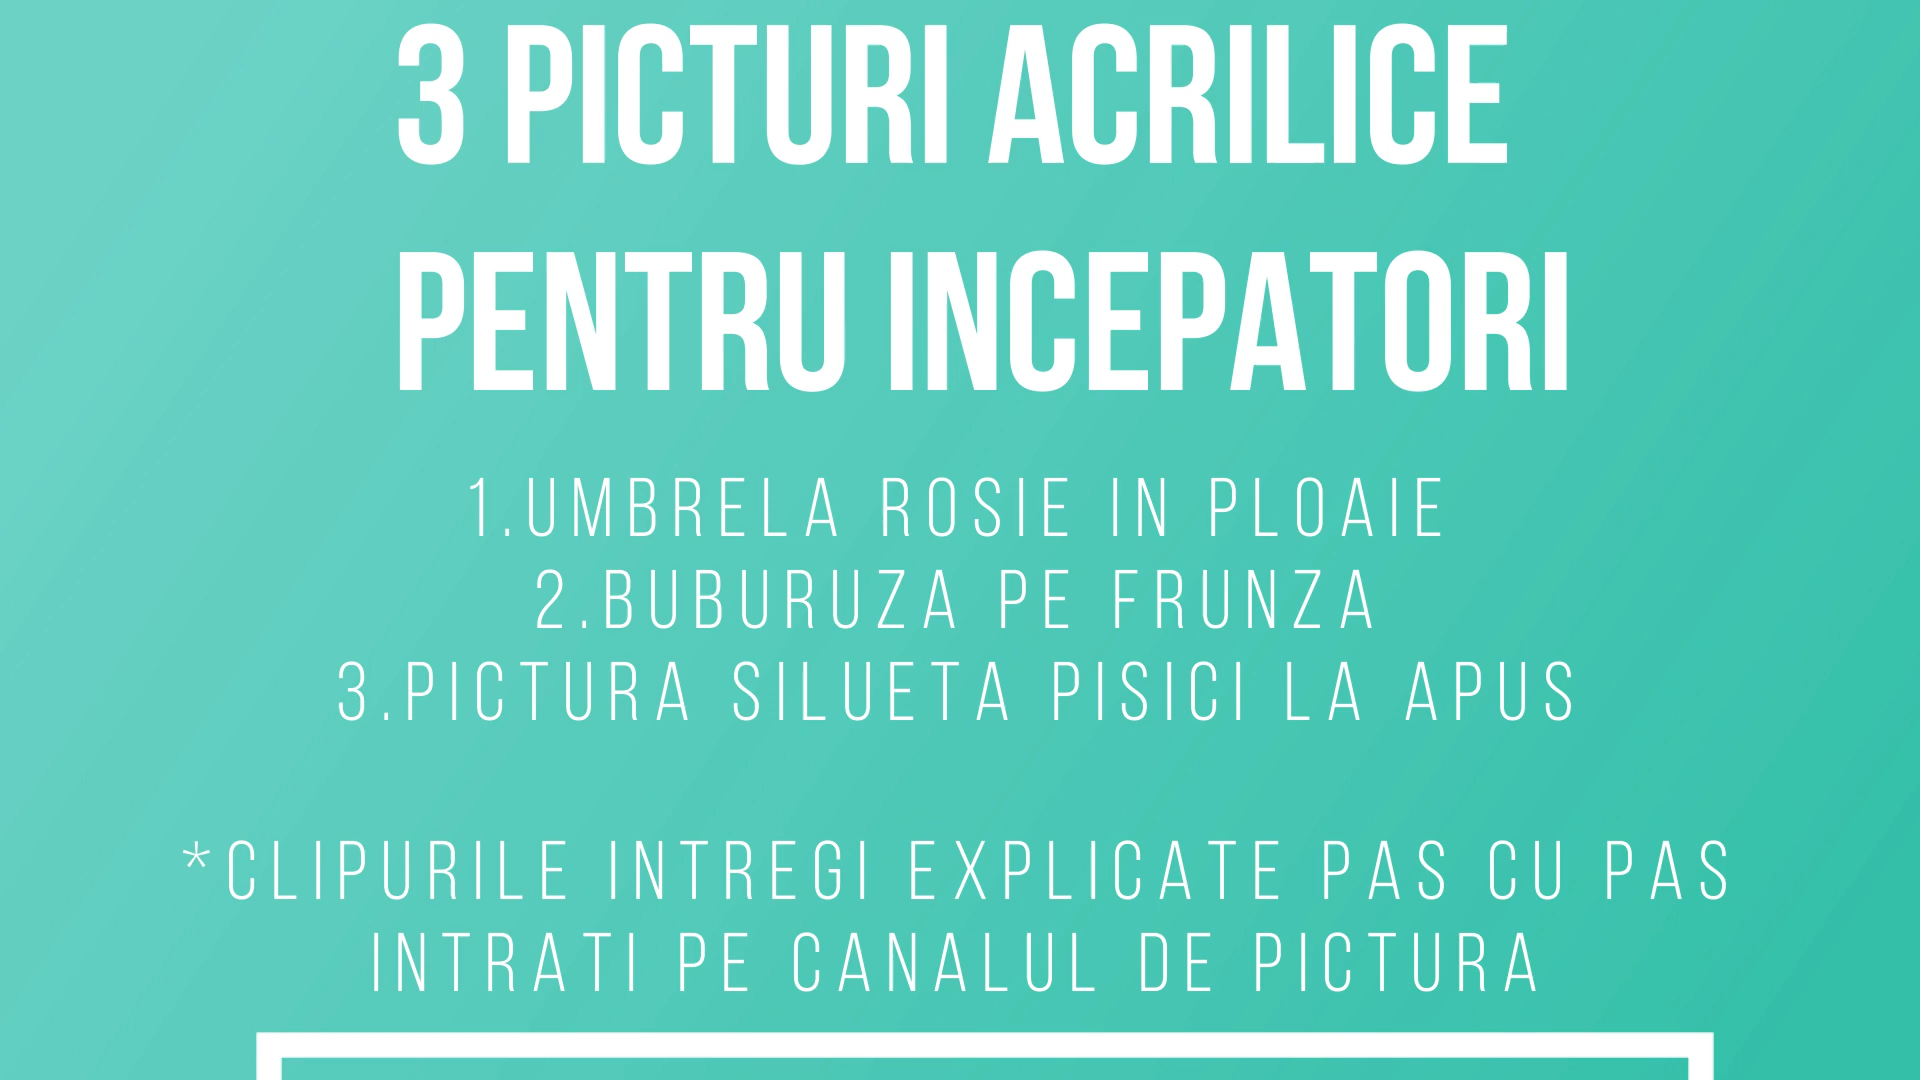 3 PICTURI ACRILICE
PENTRU INCEPATORI
1.UMBRELA ROSIE IN PLOAIE
2.BUBURUZA PE FRUNZA
3.PICTURA SILUETA PISICI LA APUS
*CLIPURILE INTREGI EXPLICATE PAS CU PAS
INTRATI PE CANALUL DE PICTURA